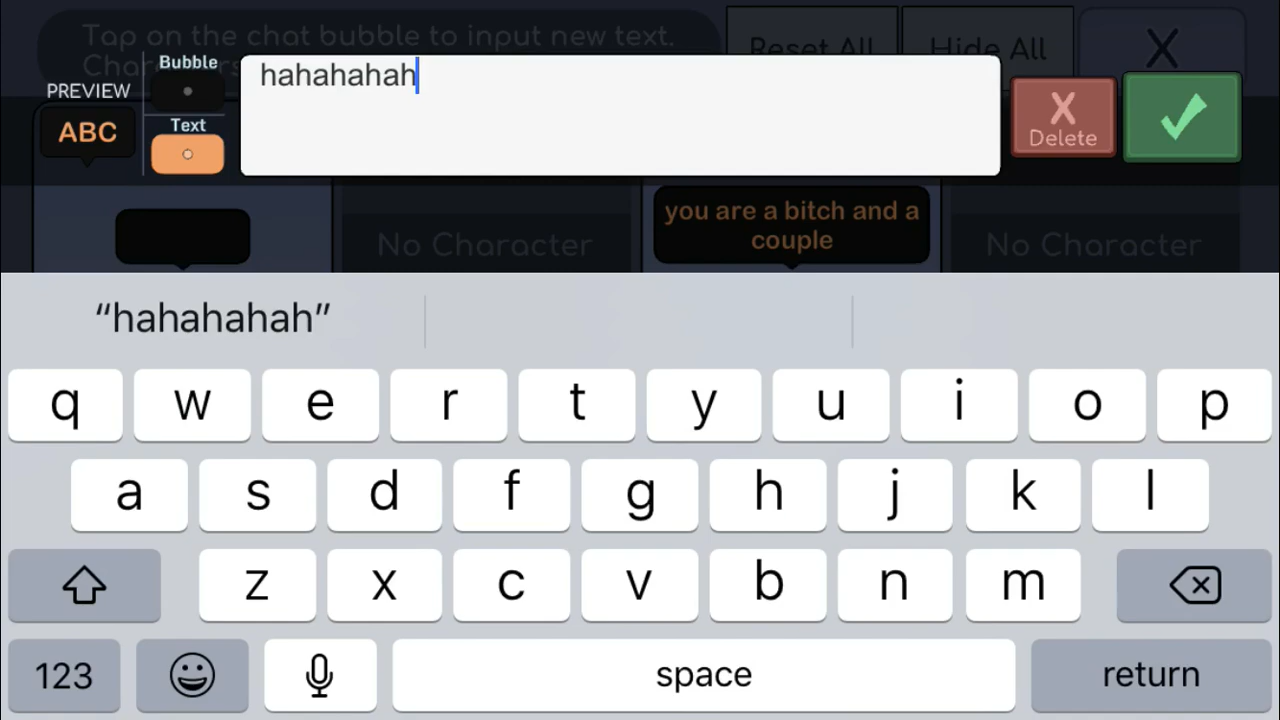 Tap on the chat bubble to input new text.
Reset All
Hide All
X
Bubble
PREVIEW
ABC
Text
hahahahah
X
Delete
you are a bitch and a
couple
No Character
No Character
“hahahahah”
q w e r t y u i o p
a s d f g h j k l
z x c v b n m
123
space
return